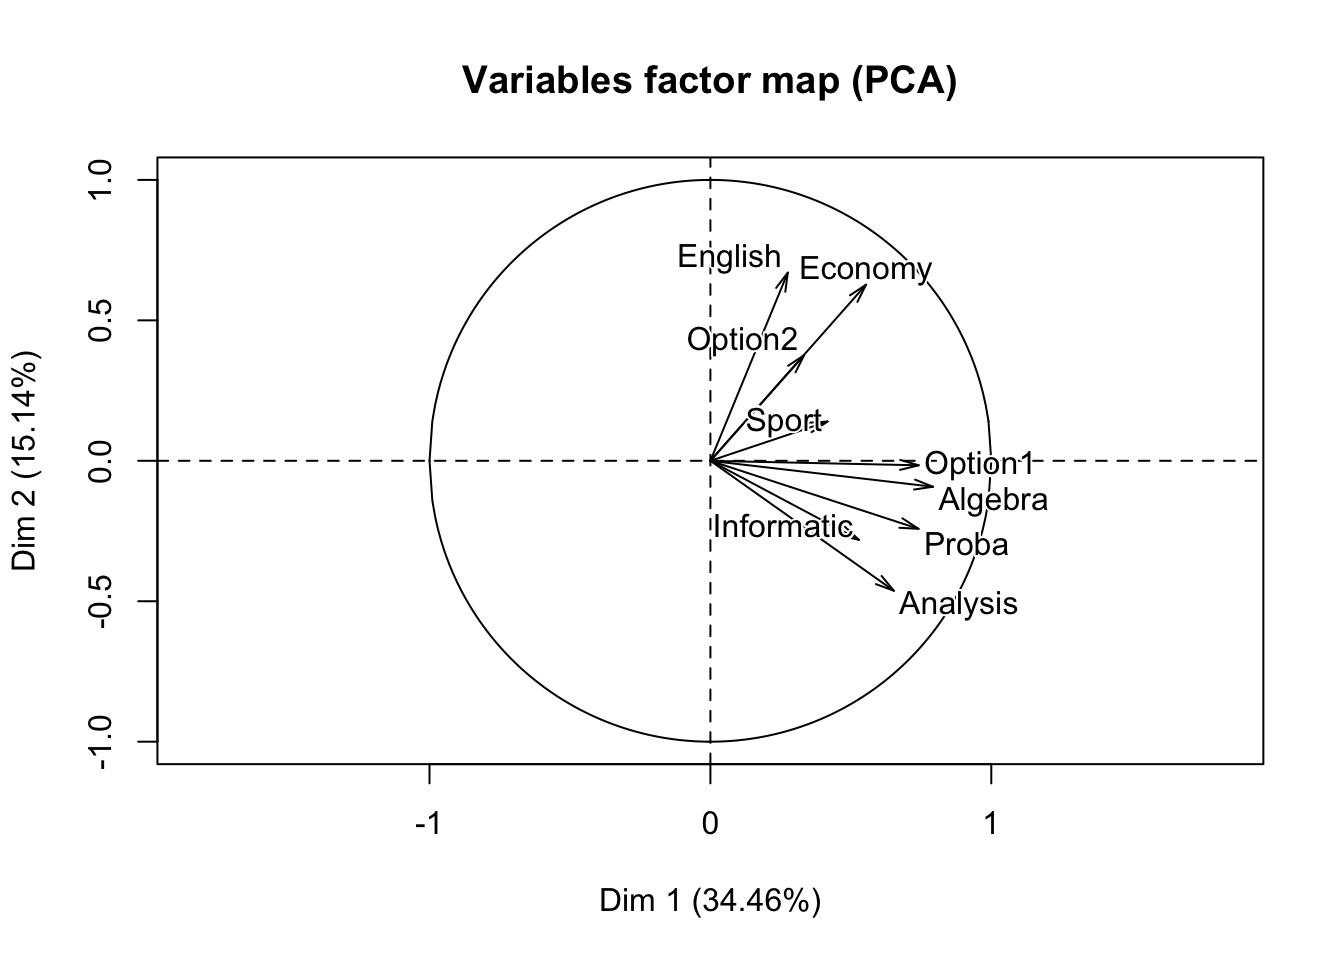 Variables factor map (PCA)
1.0
0.5
0.0
-0.5
-1.0
Dim 2 (15.14%)
English
Economy
Option2
Sport
Option1
Algebra
Informatic
Proba
Analysis
-1
0
1
Dim 1 (34.46%)